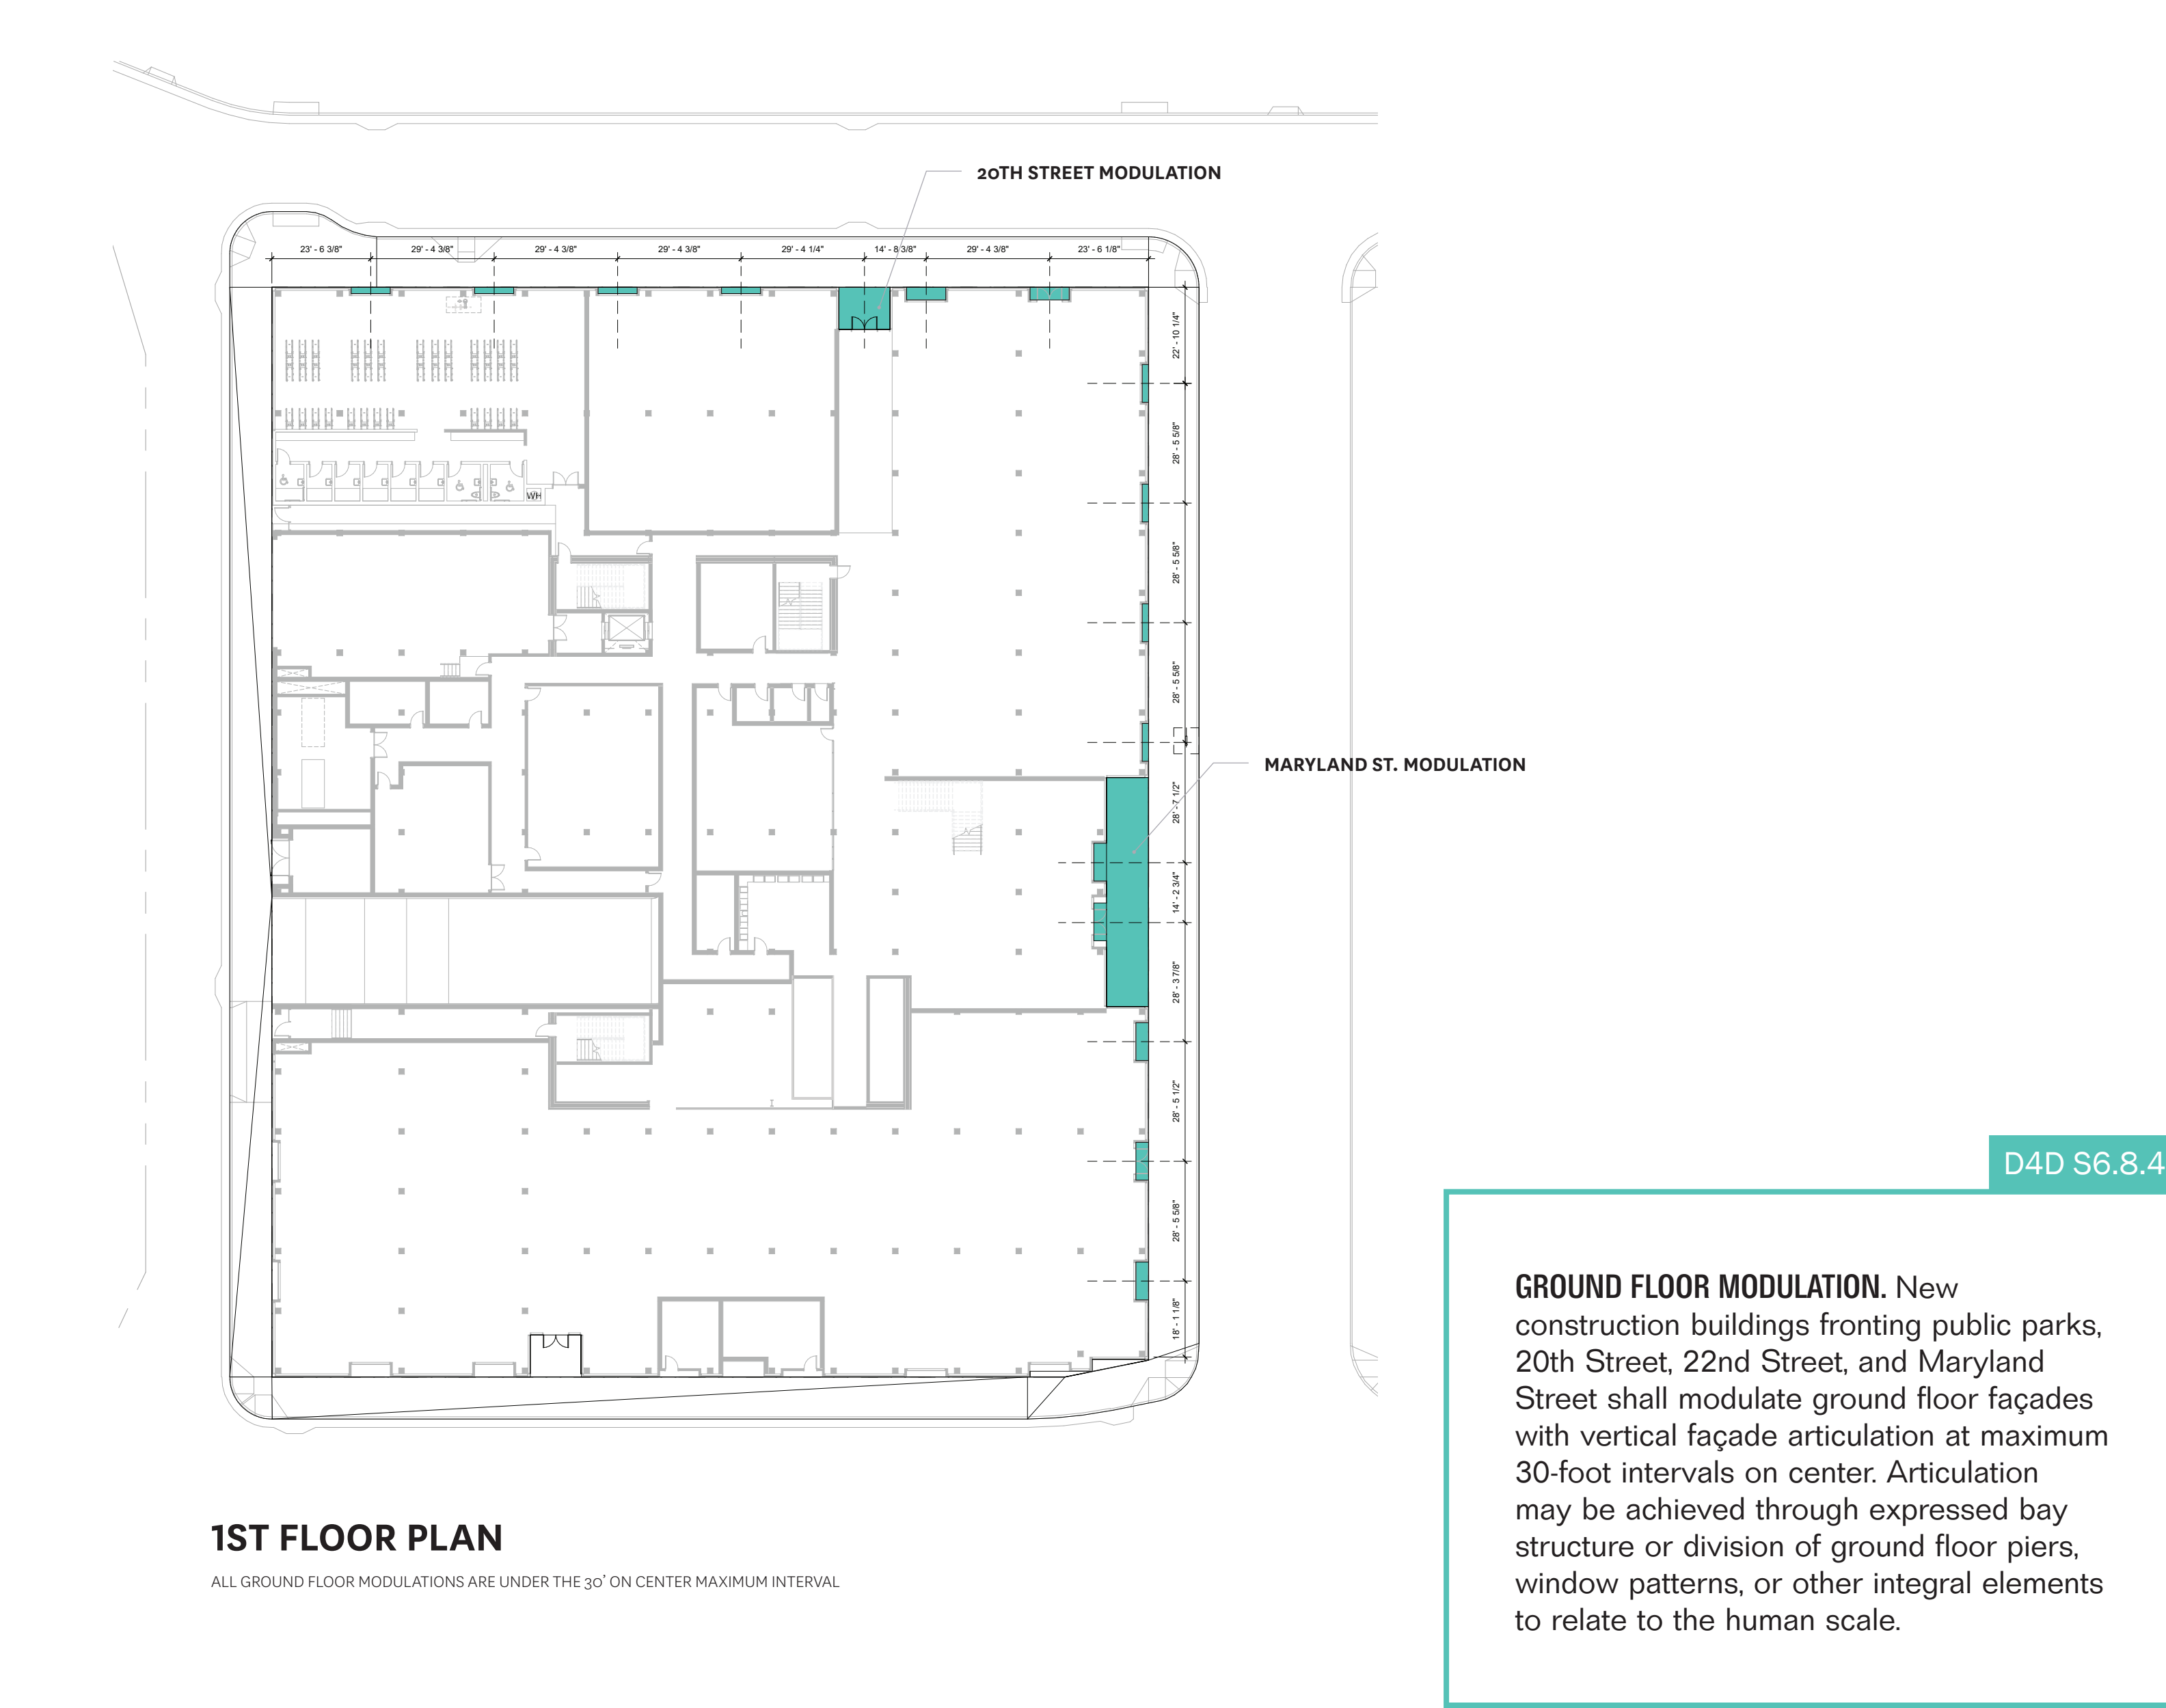 20TH STREET MODULATION
23' - 6 3/8"
29' - 4 3/8"
29' - 4 3/8"
29' - 4 3/8"
29' - 4 1/4"
14' - 8 3/8"
29' - 4 3/8"
23' - 6 1/8"
22' - 10 1/4"
28' - 5 5/8"
WH
28' - 5 5/8"
28' - 5 5/8"
MARYLAND ST. MODULATION
28' - 7 1/2"
14' - 2 3/4"
28' - 3 7/8"
28' - 5 1/2"
28' - 5 5/8"
18' - 1 1/8"
D4D S6.8.4
GROUND FLOOR MODULATION. New
construction buildings fronting public parks,
20th Street, 22nd Street, and Maryland
Street shall modulate ground floor façades
with vertical façade articulation at maximum
30-foot intervals on center. Articulation
may be achieved through expressed bay
structure or division of ground floor piers,
window patterns, or other integral elements
to relate to the human scale.
1ST FLOOR PLAN
ALL GROUND FLOOR MODULATIONS ARE UNDER THE 30’ ON CENTER MAXIMUM INTERVAL